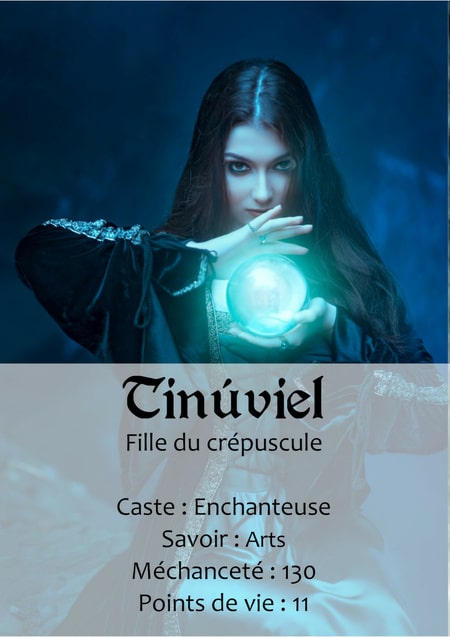 Tinúviel
Fille du crépuscule
Caste : Enchanteuse
Savoir : Arts
Méchanceté : 130
Points de vie : 11